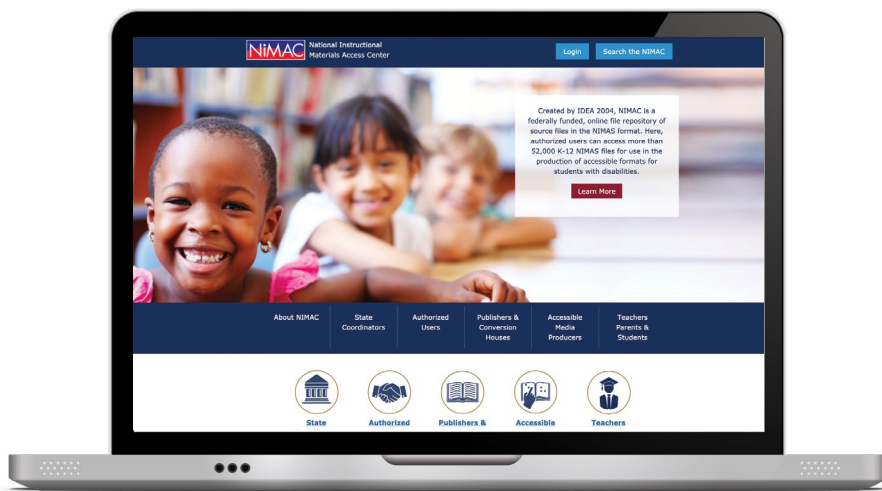 NIMAC
National Instructional
Materials Access Center
Login
Search the NIMAC
Created by IDEA 2004, NIMAC is a
federally funded, online file repository of
source files in the NIMAS format. Here,
authorized users can access more than
52,000 K-12 NIMAS files for use in the
production of accessible formats for
students with disabilities.
Learn More
About NIMAC
State
Coordinators
Authorized
Users
Publishers &
Conversion
Houses
Accessible
Media
Producers
Teachers
Parents &
Students
State
Authorized
Publishers &
Accessible
Teachers